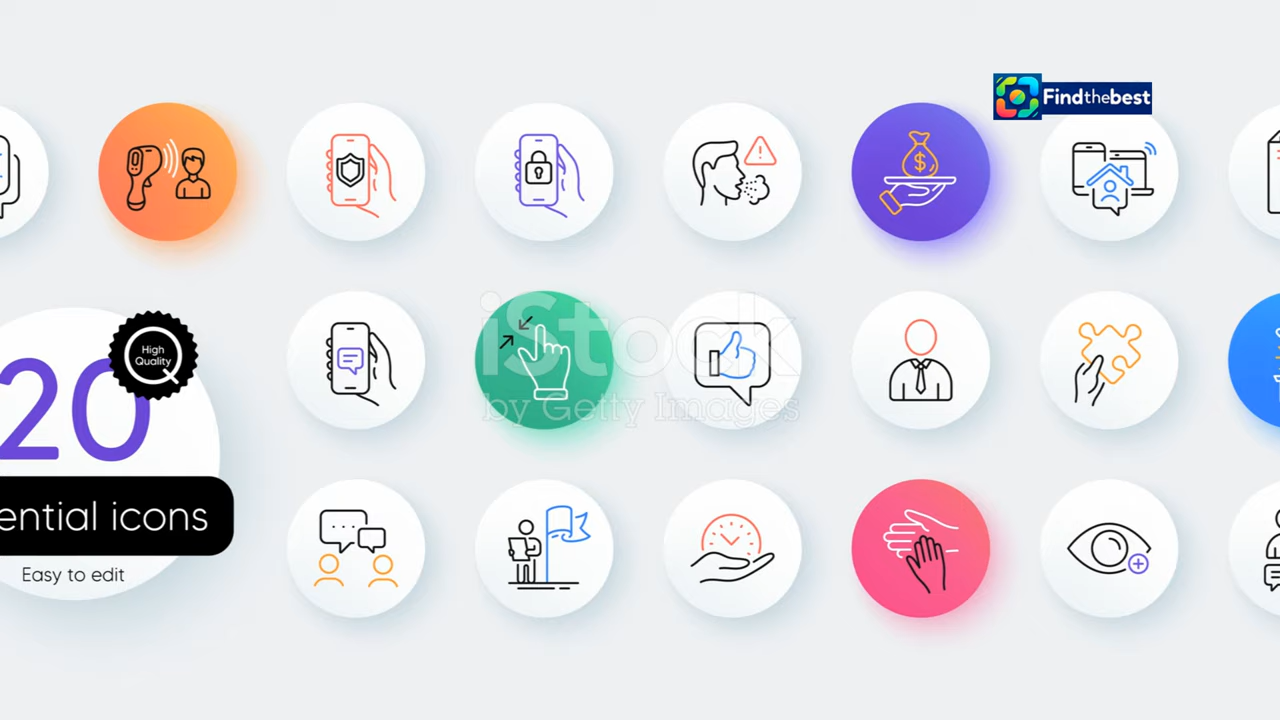 Findthebest
High
Quality
20
ential icons
Easy to edit
iStock
by Getty Images
$